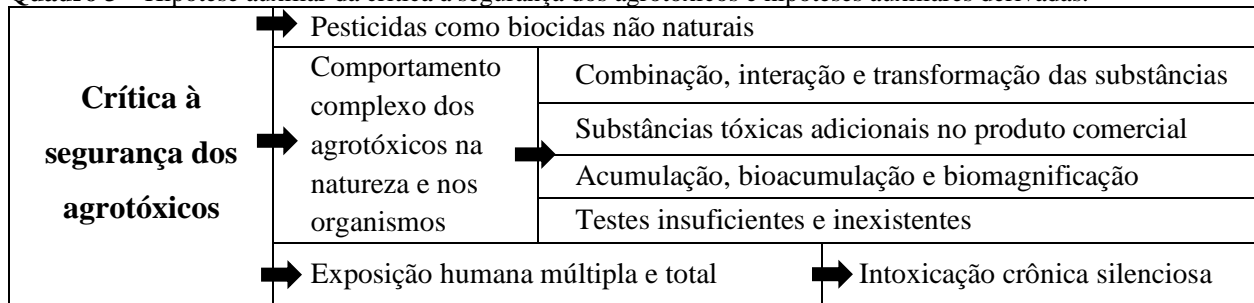 Quadro 3 – Hipótese auxiliar da crítica à segurança dos agrotóxicos e hipóteses auxiliares derivadas.
Crítica à
segurança dos
agrotóxicos
Pesticidas como biocidas não naturais
Comportamento
complexo dos
agrotóxicos na
natureza e nos
organismos
Combinação, interação e transformação das substâncias
Substâncias tóxicas adicionais no produto comercial
Acumulação, bioacumulação e biomagnificação
Testes insuficientes e inexistentes
Exposição humana múltipla e total
Intoxicação crônica silenciosa